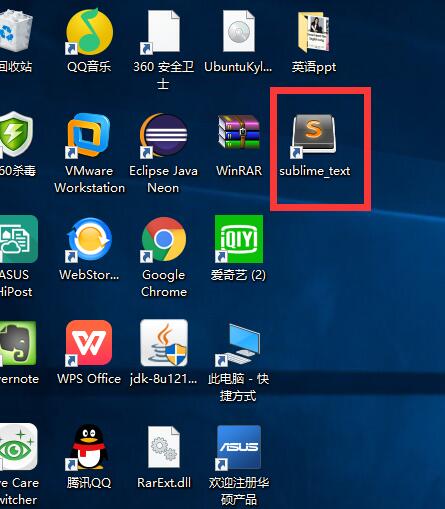 回收站
QQ音乐
360 安全卫
士
UbuntuKyl...
英语ppt
S
360杀毒
VMware
Workstation
Eclipse Java
Neon
WinRAR
sublime_text
ASUS
HiPost
WebStor...
Google
Chrome
iQIYI
爱奇艺 (2)
W
vernote
WPS Office
jdk-8u121...
此电脑 - 快
捷方式
ASUS
ye Care
witcher
腾讯QQ
RarExt.dll
欢迎注册华
硕产品